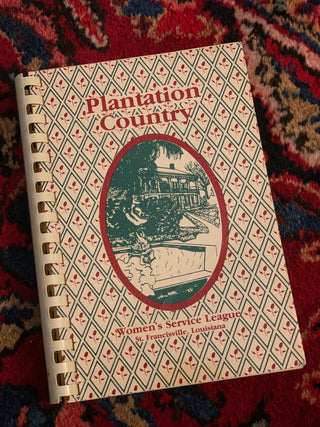 Plantation
Country
Women's Service League
St. Francisville, Louisiana